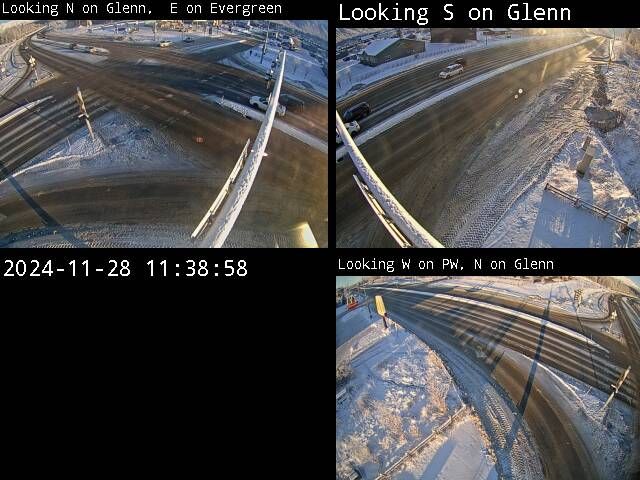 Looking N on Glenn,  E on Evergreen
Looking S on Glenn
2024-11-28 11:38:58
Looking W on PW, N on Glenn